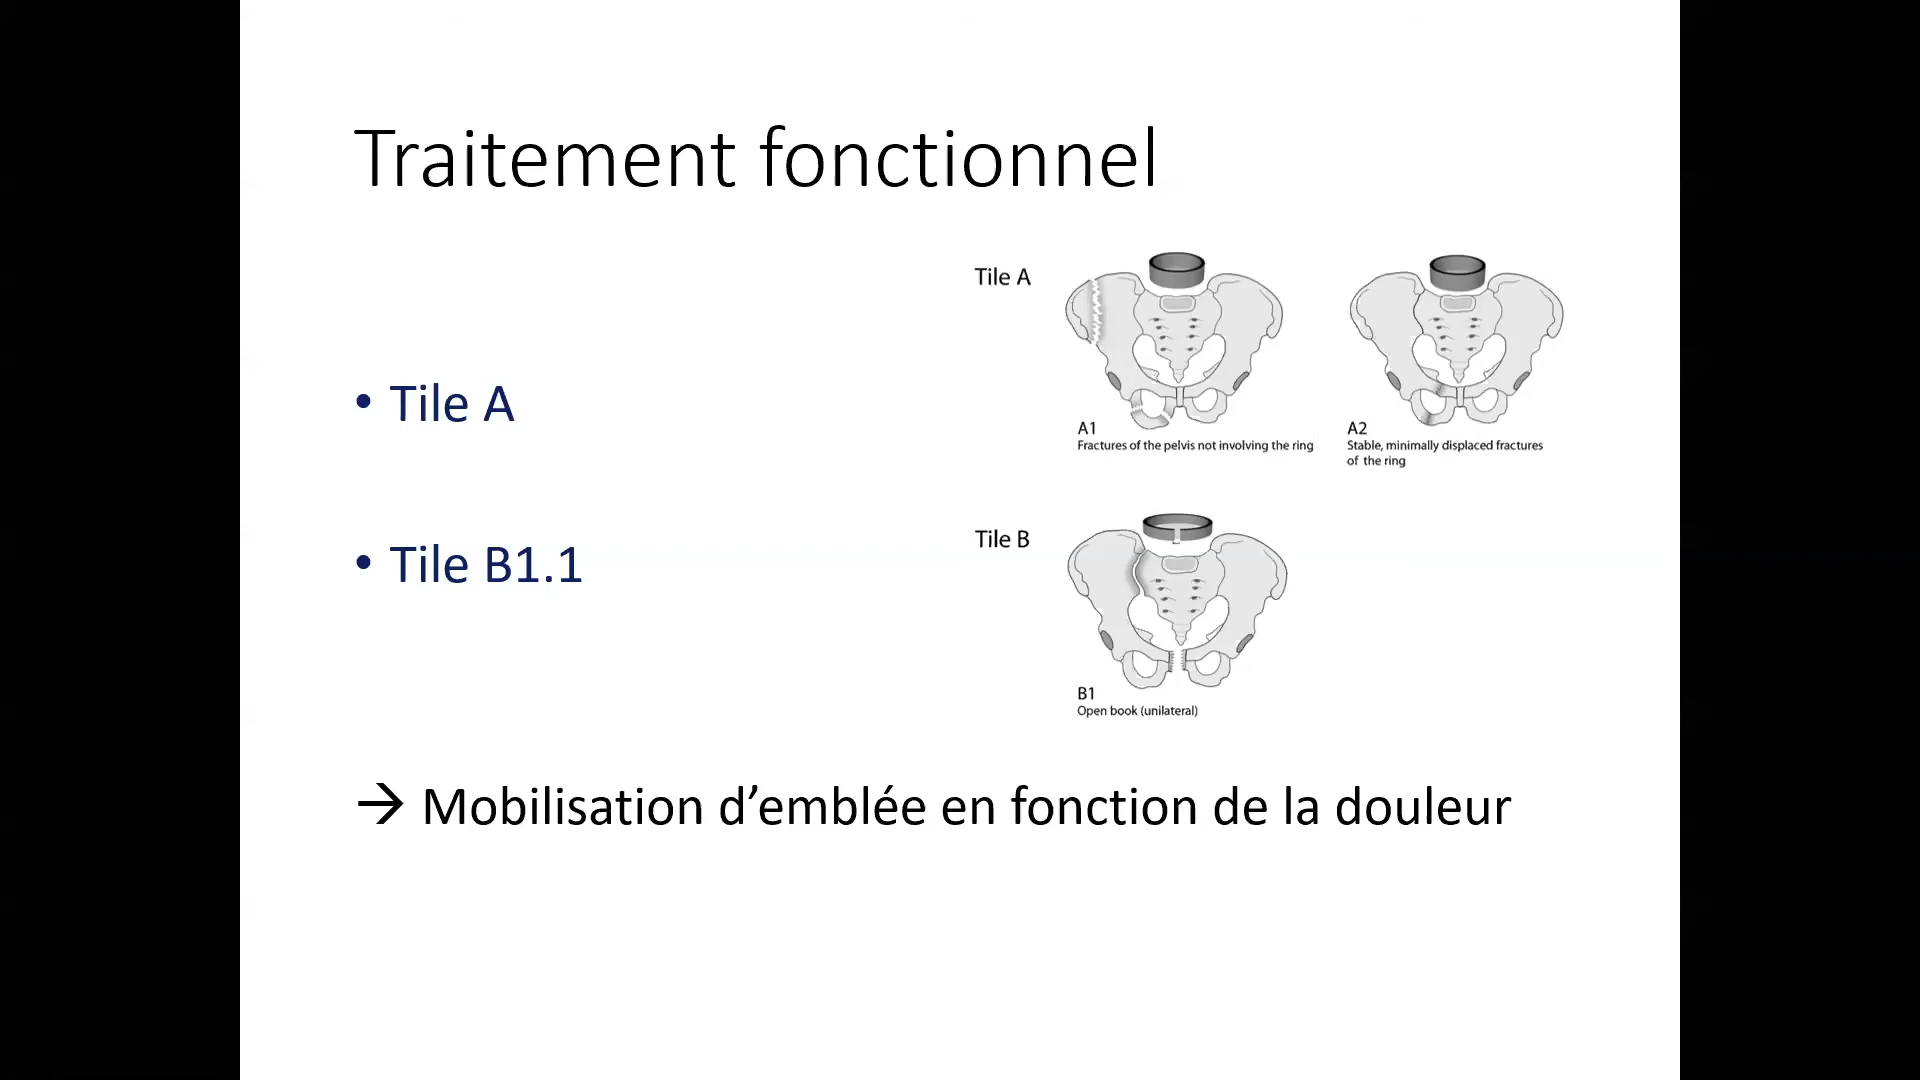 Traitement fonctionnel
Tile A
A1
Fractures of the pelvis not involving the ring
A2
Stable, minimally displaced fractures
of the ring
• Tile A
Tile B
• Tile B1.1
B1
Open book (unilateral)
→ Mobilisation d’emblée en fonction de la douleur